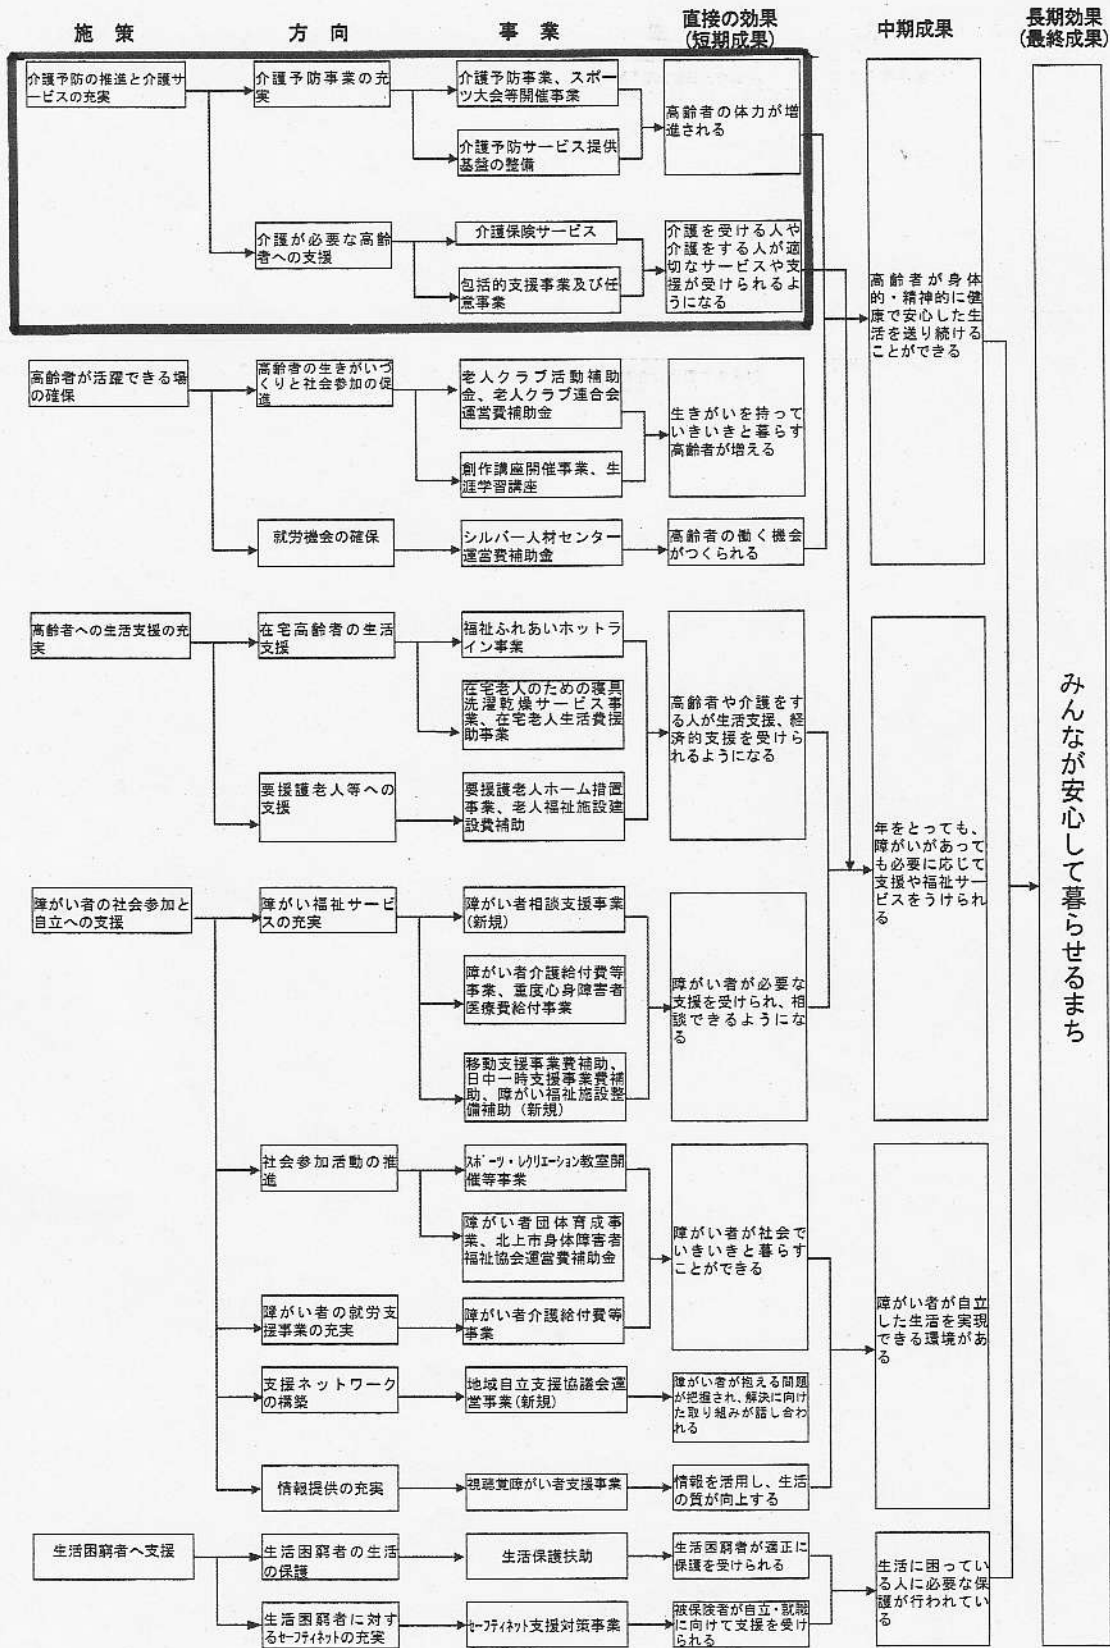 施策
方向
事業
直接の効果
(短期成果)
中期成果
長期効果
(最終成果)
介護予防の推進と介護サ
ービスの充実
介護予防事業の充
実
介護予防事業、スポー
ツ大会等開催事業
高齢者の体力が増
進される
介護予防サービス提供
基盤の整備
介護が必要な高齢
者への支援
介護保険サービス
介護を受ける人や
介護をする人が適
切なサービスや支
援が受けられるよ
うになる
包括的支援事業及び任
意事業
高齢者が身体
的・精神的に健
康で安心した生
活を送り続ける
ことができる
高齢者が活躍できる場
の確保
高齢者の生きがいづ
くりと社会参加の促
進
老人クラブ活動補助
金、老人クラブ連合会
運営費補助金
生きがいを持って
いきいきと暮らす
高齢者が増える
創作講座開催事業、生
涯学習講座
就労機会の確保
シルバー人材センター
運営費補助金
高齢者の働く機会
がつくられる
高齢者への生活支援の充
実
在宅高齢者の生活
支援
福祉ふれあいホットラ
イン事業
在宅老人のための寝具
洗濯乾燥サービス事
業、在宅老人生活費援
助事業
高齢者や介護をす
る人が生活支援、経
済的支援を受けら
れるようになる
要援護老人等への
支援
要援護老人ホーム措置
事業、老人福祉施設建
設費補助
年をとっても、
障がいがあって
も必要に応じて
支援や福祉サー
ビスをうけられ
る
みんなが安心して暮らせるまち
障がい者の社会参加と
自立への支援
障がい福祉サービ
スの充実
障がい者相談支援事業
(新規)
障がい者介護給付費等
事業、重度心身障害者
医療費給付事業
障がい者が必要な
支援を受けられ、相
談できるようにな
る
移動支援事業費補助、
日中一時支援事業費補
助、障がい福祉施設整
備補助（新規）
社会参加活動の推
進
スポーツ・レクリエーション教室開
催等事業
障がい者団体育成事
業、北上市身体障害者
福祉協会運営費補助金
障がい者が社会で
いきいきと暮らす
ことができる
障がい者の就労支
援事業の充実
障がい者介護給付費等
事業
障がい者が自立
した生活を実現
できる環境があ
る
支援ネットワーク
の構築
地域自立支援協議会運
営事業(新規)
障がい者が抱える問題
が把握され、解決に向け
た取り組みが話し合わ
れる
情報提供の充実
視聴覚障がい者支援事業
情報を活用し、生活
の質が向上する
生活困窮者へ支援
生活困窮者の生活
の保護
生活保護扶助
生活困窮者が適正に
保護を受けられる
生活に困ってい
る人に必要な保
護が行われてい
る
生活困窮者に対す
るセーフティネットの充実
セーフティネット支援対策事業
被保険者が自立・就職
に向けて支援を受け
られる